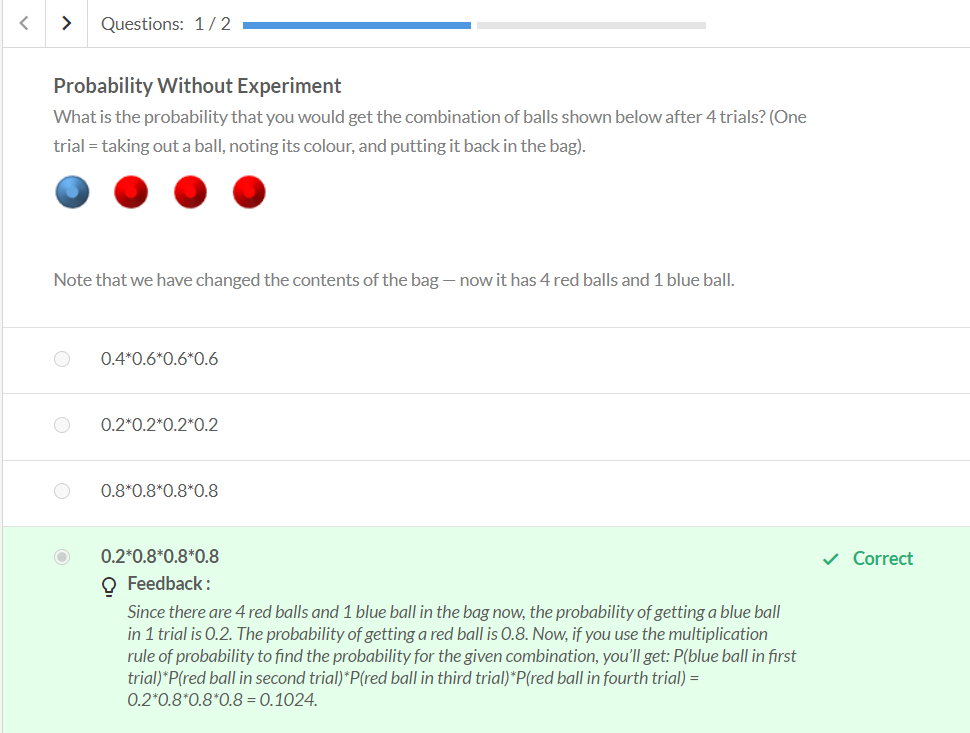 Questions: 1 / 2
Probability Without Experiment
What is the probability that you would get the combination of balls shown below after 4 trials? (One
trial = taking out a ball, noting its colour, and putting it back in the bag).
Note that we have changed the contents of the bag — now it has 4 red balls and 1 blue ball.
0.4*0.6*0.6*0.6
0.2*0.2*0.2*0.2
0.8*0.8*0.8*0.8
0.2*0.8*0.8*0.8
Correct
Feedback :
Since there are 4 red balls and 1 blue ball in the bag now, the probability of getting a blue ball
in 1 trial is 0.2. The probability of getting a red ball is 0.8. Now, if you use the multiplication
rule of probability to find the probability for the given combination, you'll get: P(blue ball in first
trial)*P(red ball in second trial)*P(red ball in third trial)*P(red ball in fourth trial) =
0.2*0.8*0.8*0.8 = 0.1024.